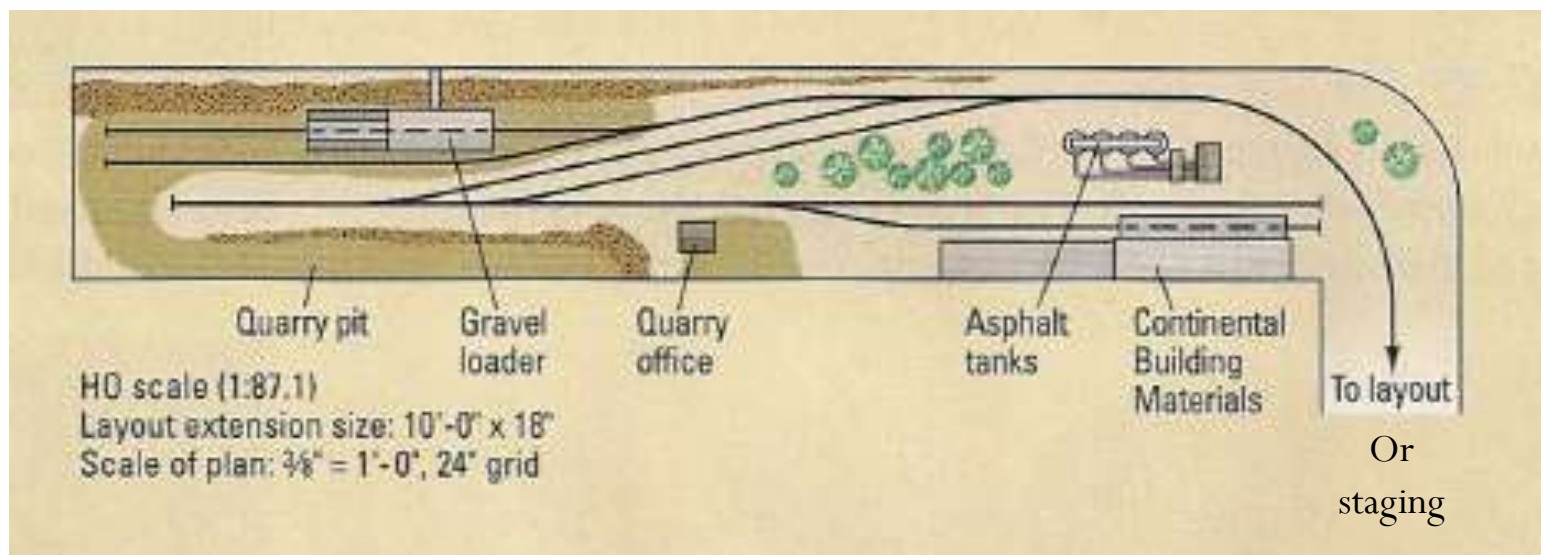 Quarry pit
Gravel
loader
Quarry
office
Asphalt
tanks
Continental
Building
Materials
To layout
Or
staging
HO scale (1:87.1)
Layout extension size: 10'-0" x 18"
Scale of plan: ⅜" = 1'-0", 24" grid